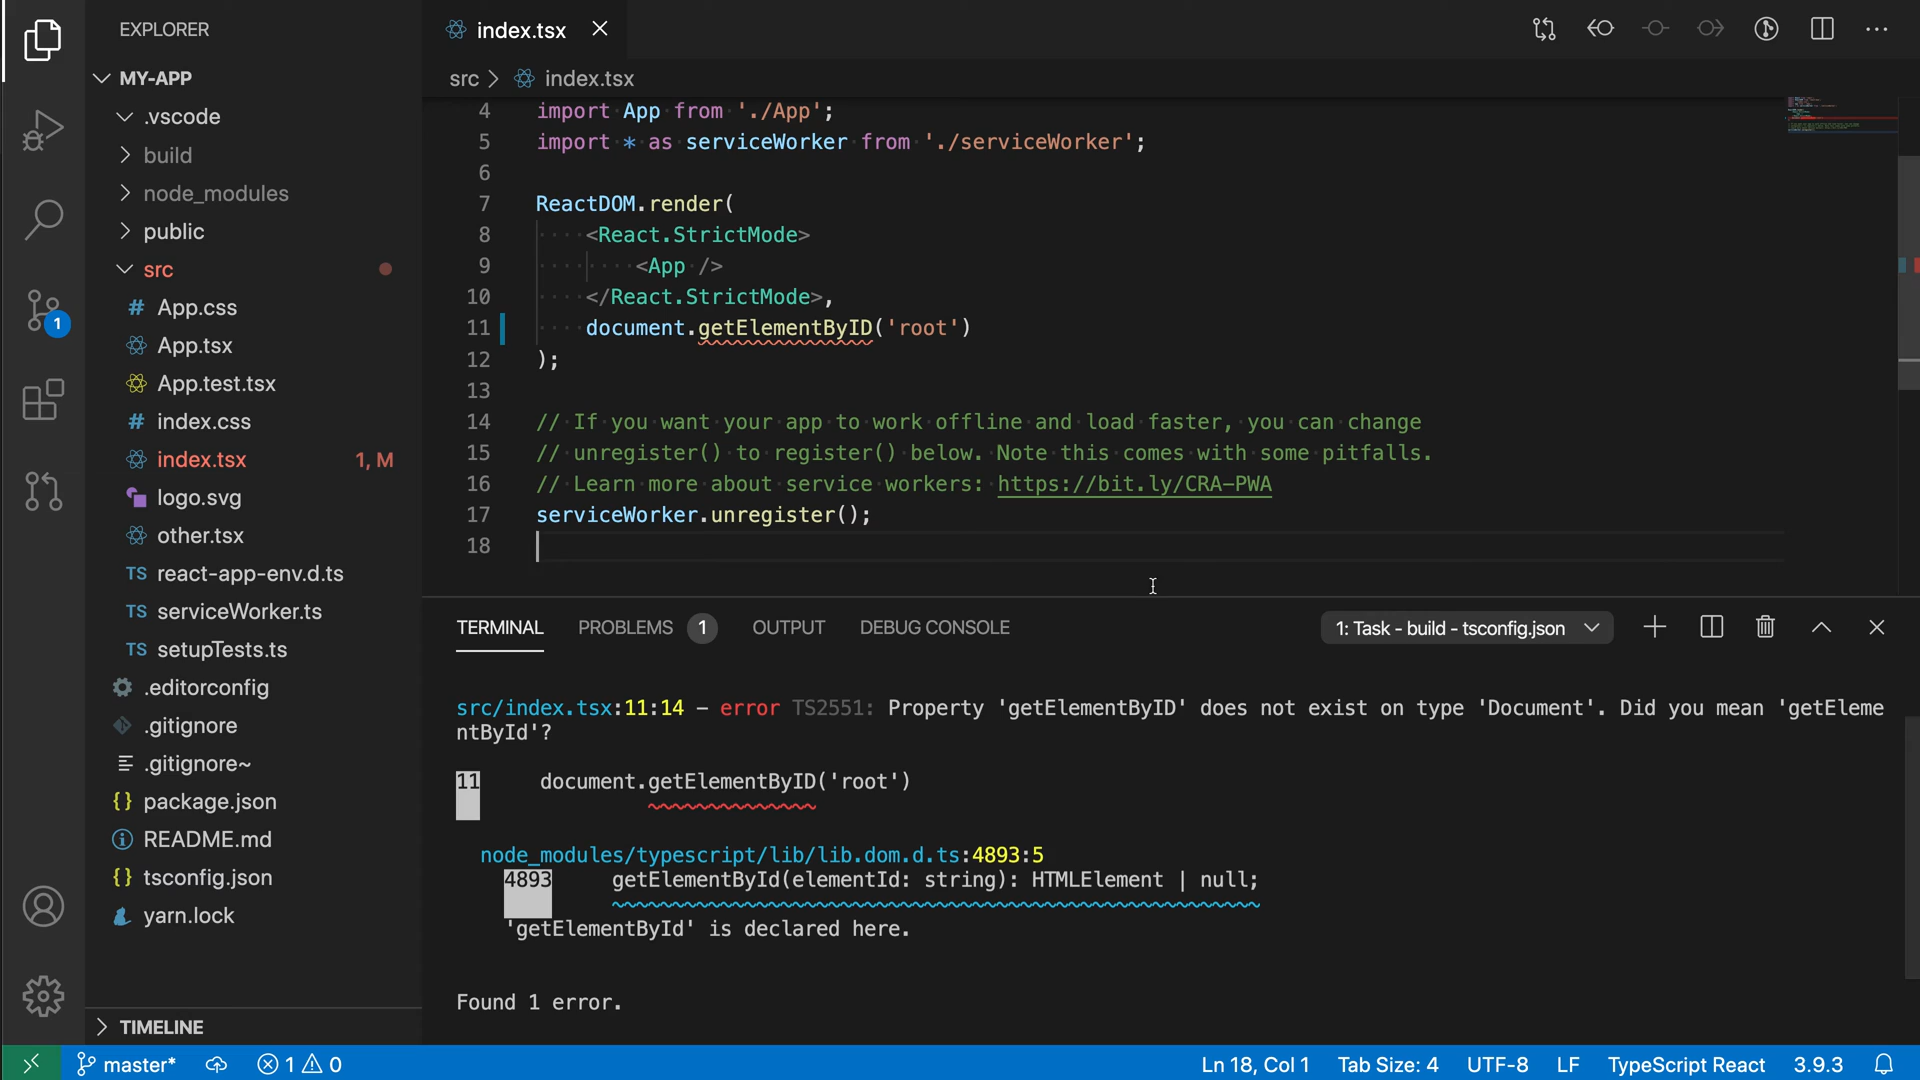 EXPLORER
MY-APP
.vscode
build
node_modules
public
src
# App.css
App.tsx
App.test.tsx
# index.css
index.tsx 1, M
logo.svg
other.tsx
TS react-app-env.d.ts
TS serviceWorker.ts
TS setupTests.ts
.editorconfig
.gitignore
.gitignore~
{} package.json
README.md
{} tsconfig.json
yarn.lock
TIMELINE
1
index.tsx
src > index.tsx
4 import App from './App';
5 import * as serviceWorker from './serviceWorker';
6
7 ReactDOM.render(
8 <React.StrictMode>
9 <App />
10 </React.StrictMode>,
11 document.getElementByID('root')
12 );
13
14 // If you want your app to work offline and load faster, you can change
15 // unregister() to register() below. Note this comes with some pitfalls.
16 // Learn more about service workers: https://bit.ly/CRA-PWA
17 serviceWorker.unregister();
18
TERMINAL PROBLEMS 1 OUTPUT DEBUG CONSOLE 1: Task - build - tsconfig.json
src/index.tsx:11:14 - error TS2551: Property 'getElementByID' does not exist on type 'Document'. Did you mean 'getEleme
ntById'?
11 document.getElementByID('root')
node_modules/typescript/lib/lib.dom.d.ts:4893:5
4893 getElementById(elementId: string): HTMLElement | null;
'getElementById' is declared here.
Found 1 error.
master* 1 0 Ln 18, Col 1 Tab Size: 4 UTF-8 LF TypeScript React 3.9.3